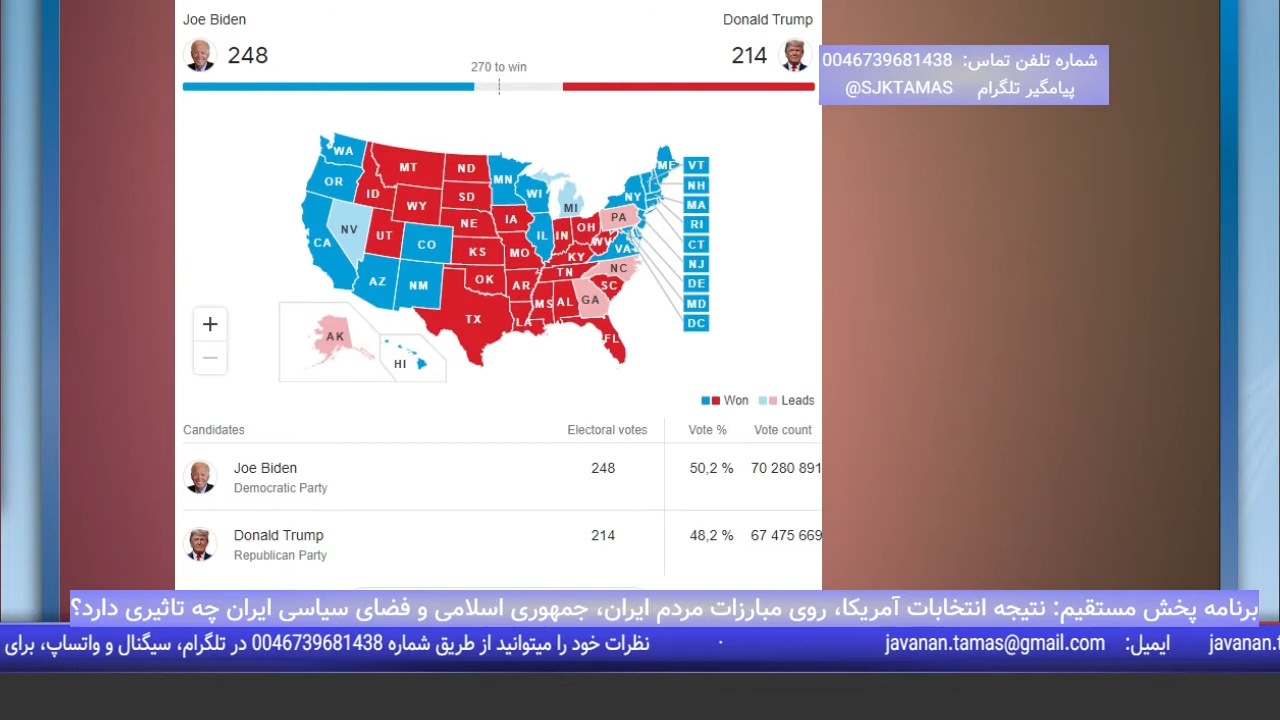 Joe Biden
Donald Trump
248
214
270 to win
شماره تلفن تماس: 0046739681438
پیامگیر تلگرام @SJKTAMAS
WA
MT
ND
MN
ME
VT
OR
ID
SD
WI
NH
WY
MI
NY
MA
NV
NE
IA
PA
RI
UT
CO
IL
IN
OH
WV
VA
CT
CA
KS
MO
KY
NJ
AZ
NM
OK
AR
TN
NC
SC
DE
TX
MS
AL
GA
MD
LA
FL
DC
AK
HI
+
−
Won
Leads
Candidates
Electoral votes
Vote %
Vote count
Joe Biden
248
50,2 %
70 280 891
Democratic Party
Donald Trump
214
48,2 %
67 475 669
Republican Party
برنامه پخش مستقیم: نتیجه انتخابات آمریکا، روی مبارزات مردم ایران، جمهوری اسلامی و فضای سیاسی ایران چه تاثیری دارد؟
javanan.t ایمیل: javanan.tamas@gmail.com · نظرات خود را میتوانید از طریق شماره 0046739681438 در تلگرام، سیگنال و واتساپ، برای